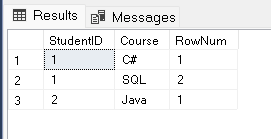 Results Messages
StudentID Course RowNum
1 1 C# 1
2 1 SQL 2
3 2 Java 1